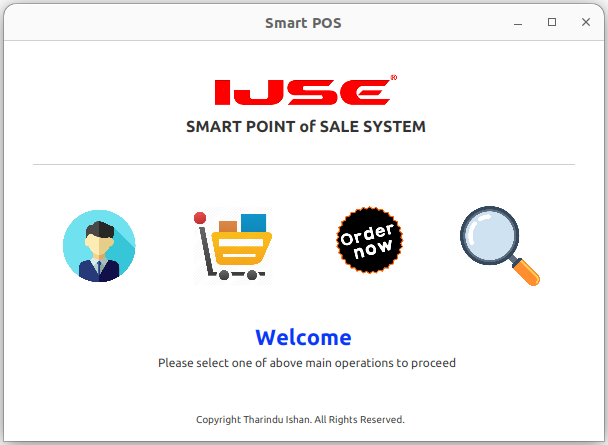 Smart POS
IJSE®
SMART POINT of SALE SYSTEM
Order
now
Welcome
Please select one of above main operations to proceed
Copyright Tharindu Ishan. All Rights Reserved.